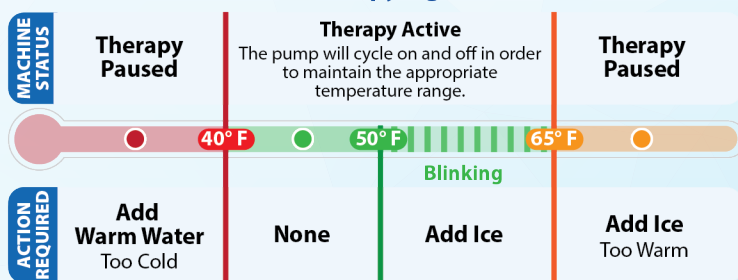 MACHINE
STATUS
Therapy
Paused
Therapy Active
The pump will cycle on and off in order
to maintain the appropriate
temperature range.
Therapy
Paused
40° F
50° F
65° F
Blinking
ACTION
REQUIRED
Add
Warm Water
Too Cold
None
Add Ice
Add Ice
Too Warm